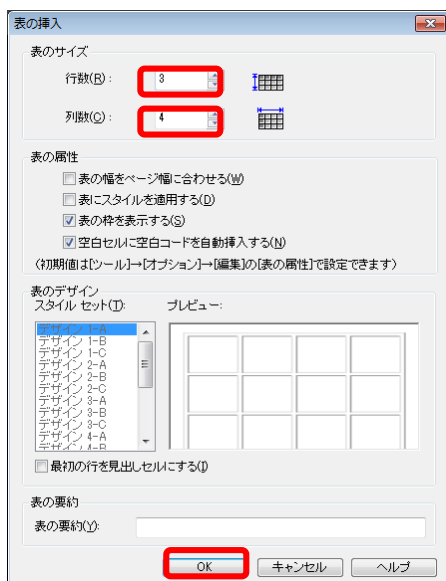 表の挿入
表のサイズ
行数(R): 3
列数(C): 4
表の属性
表の幅をページ幅に合わせる(W)
表にスタイルを適用する(D)
表の枠を表示する(S)
空白セルに空白コードを自動挿入する(N)
(初期値は[ツール]→[オプション]→[編集]の[表の属性]で設定できます)
表のデザイン
スタイル セット(T): プレビュー:
デザイン 1-A
デザイン 1-B
デザイン 1-C
デザイン 2-A
デザイン 2-B
デザイン 2-C
デザイン 3-A
デザイン 3-B
デザイン 3-C
デザイン 4-A
デザイン 4-B
最初の行を見出しセルにする(I)
表の要約
表の要約(Y):
OK キャンセル ヘルプ